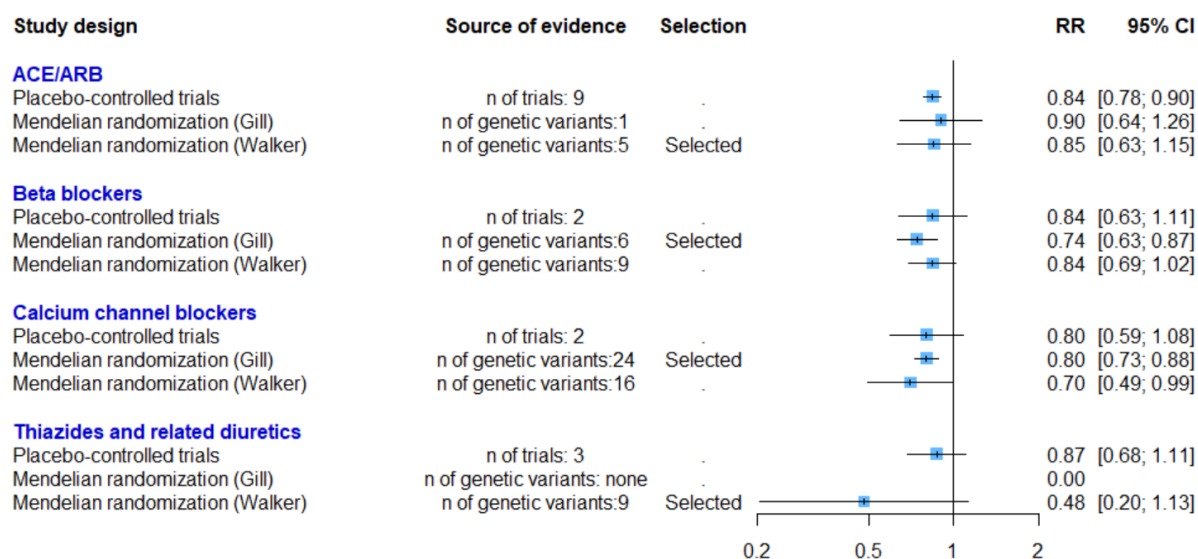 Study design Source of evidence Selection RR 95% CI
ACE/ARB
Placebo-controlled trials n of trials: 9 . 0.84 [0.78; 0.90]
Mendelian randomization (Gill) n of genetic variants:1 . 0.90 [0.64; 1.26]
Mendelian randomization (Walker) n of genetic variants:5 Selected 0.85 [0.63; 1.15]
Beta blockers
Placebo-controlled trials n of trials: 2 . 0.84 [0.63; 1.11]
Mendelian randomization (Gill) n of genetic variants:6 Selected 0.74 [0.63; 0.87]
Mendelian randomization (Walker) n of genetic variants:9 . 0.84 [0.69; 1.02]
Calcium channel blockers
Placebo-controlled trials n of trials: 2 . 0.80 [0.59; 1.08]
Mendelian randomization (Gill) n of genetic variants:24 Selected 0.80 [0.73; 0.88]
Mendelian randomization (Walker) n of genetic variants:16 . 0.70 [0.49; 0.99]
Thiazides and related diuretics
Placebo-controlled trials n of trials: 3 . 0.87 [0.68; 1.11]
Mendelian randomization (Gill) n of genetic variants: none . 0.00
Mendelian randomization (Walker) n of genetic variants:9 Selected 0.48 [0.20; 1.13]
0.2 0.5 1 2